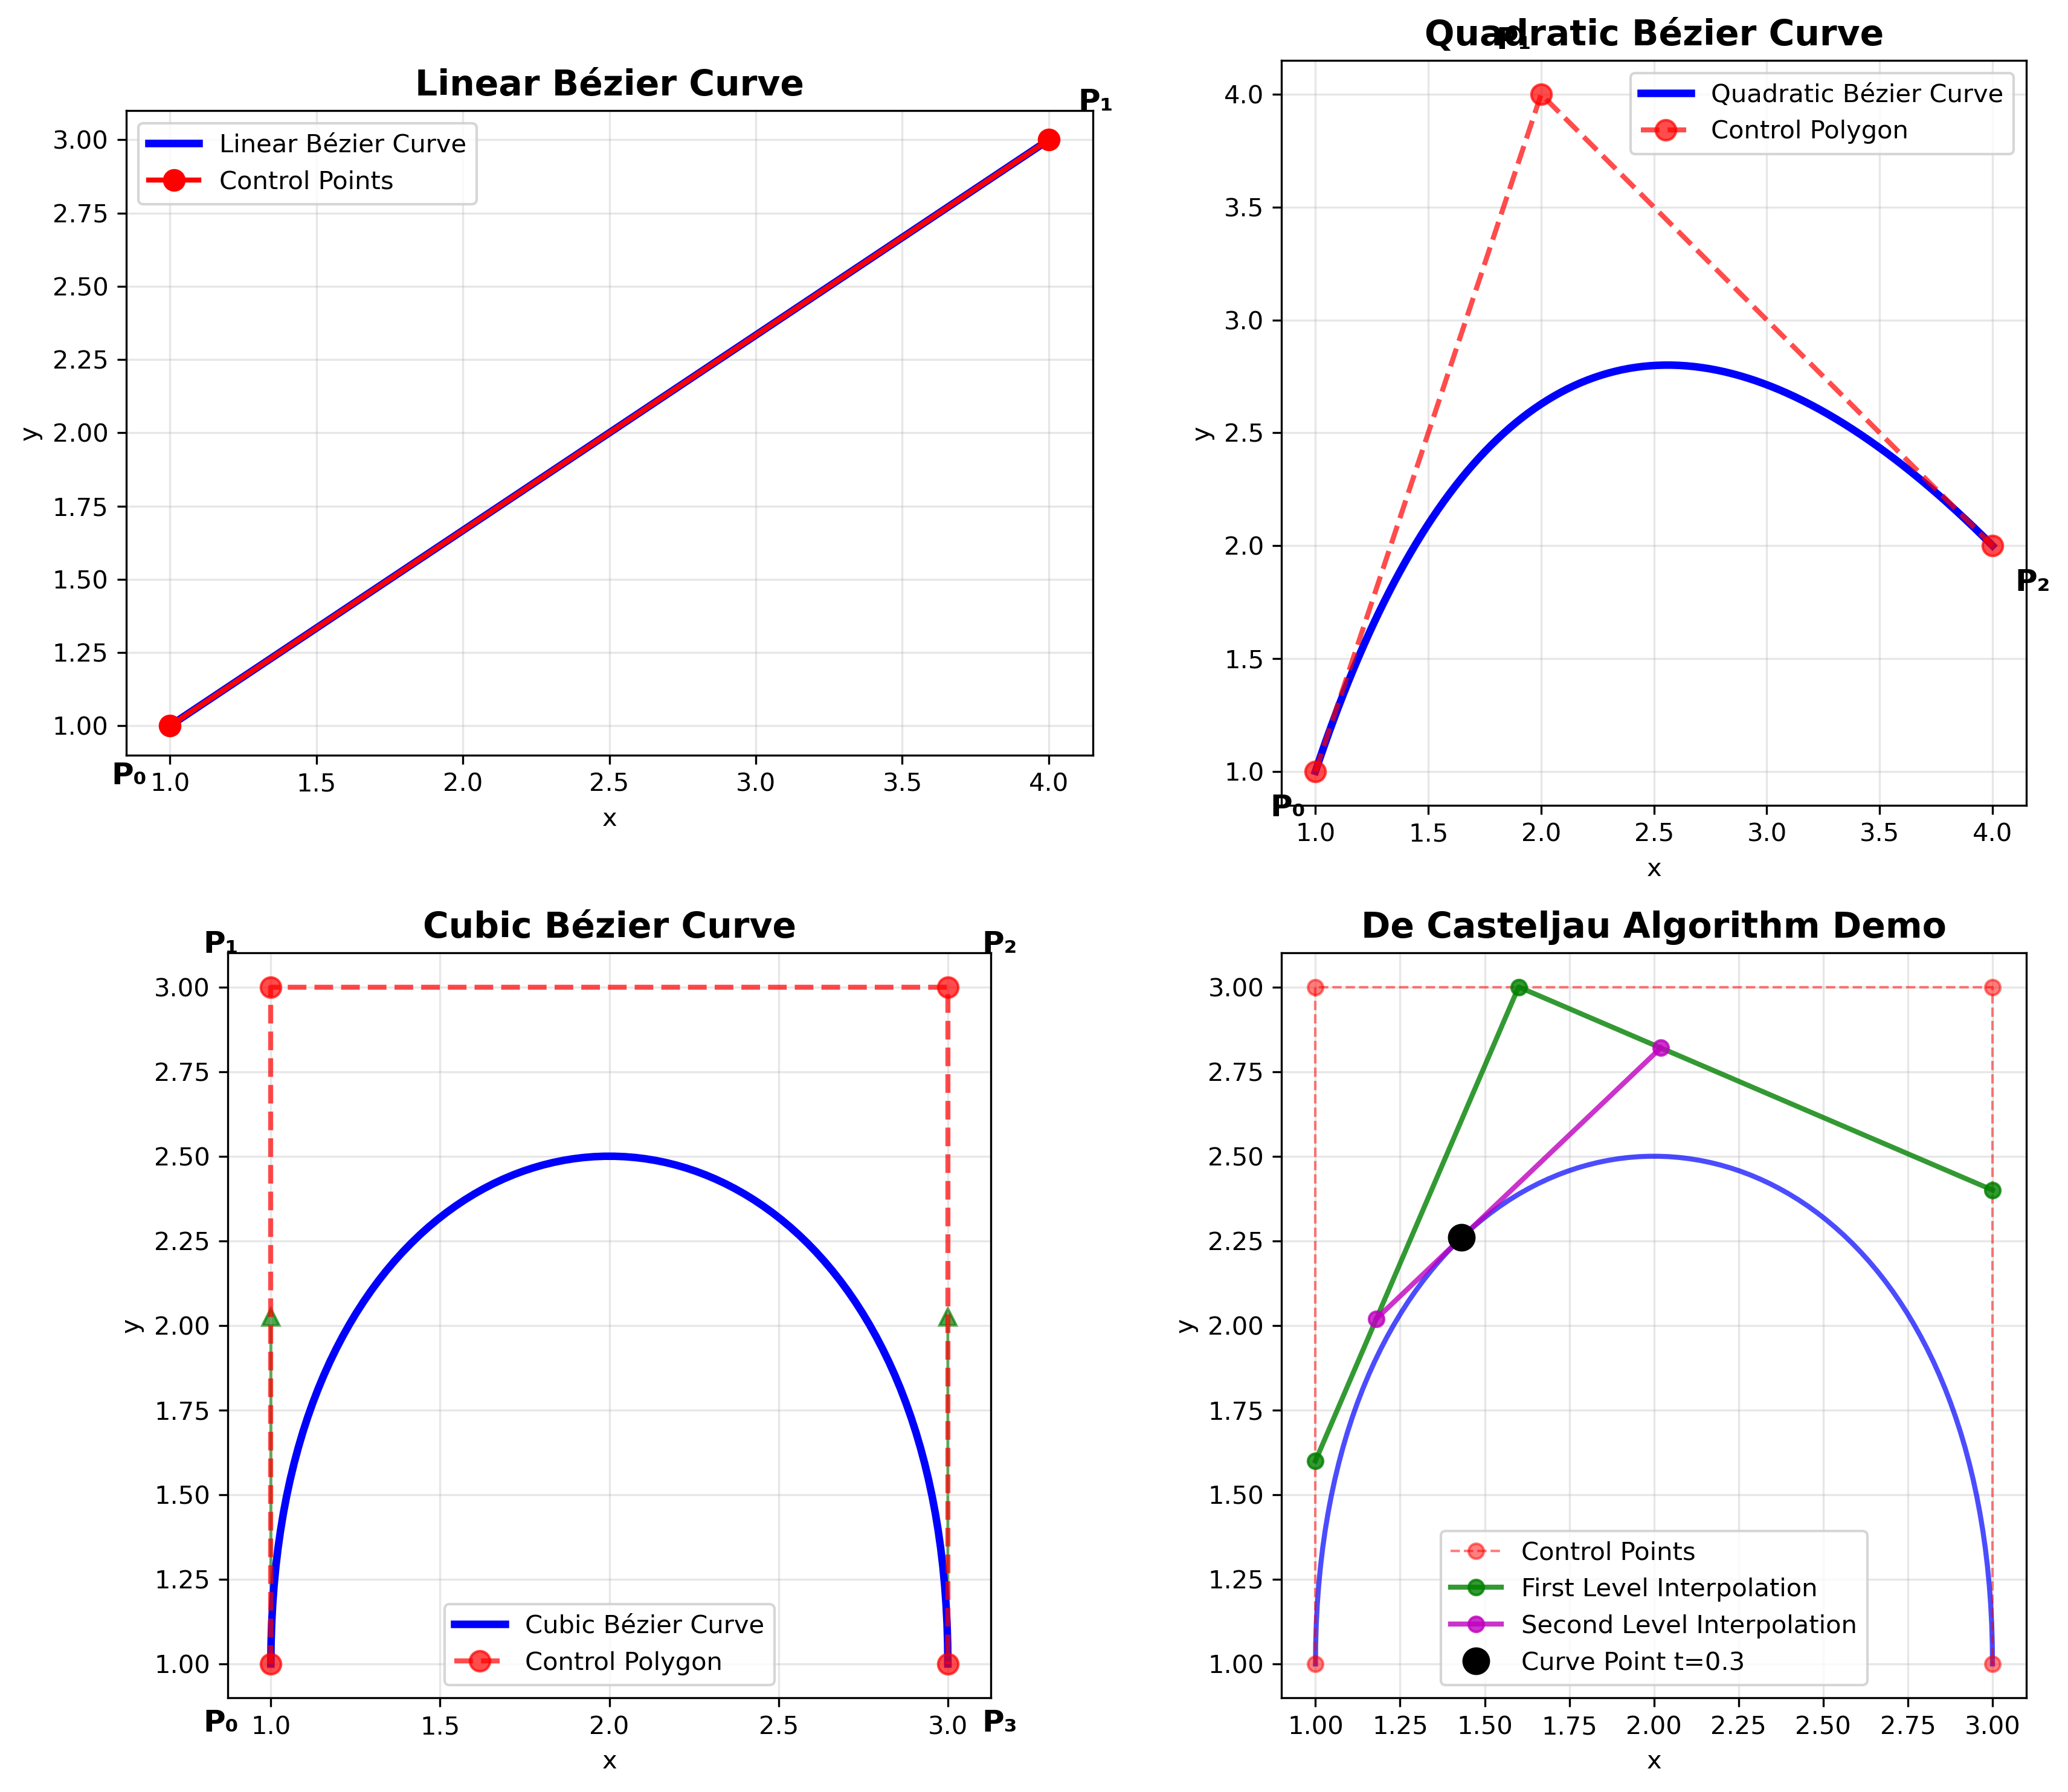 Linear Bézier Curve
P₁
Linear Bézier Curve
Control Points
3.00
2.75
2.50
2.25
2.00
1.75
1.50
1.25
1.00
y
P₀
1.0 1.5 2.0 2.5 3.0 3.5 4.0
x
Quadratic Bézier Curve
P₁
Quadratic Bézier Curve
Control Polygon
4.0
3.5
3.0
2.5
2.0
1.5
1.0
y
P₂
P₀
1.0 1.5 2.0 2.5 3.0 3.5 4.0
x
Cubic Bézier Curve
P₁ P₂
3.00
2.75
2.50
2.25
2.00
1.75
1.50
1.25
1.00
y
Cubic Bézier Curve
Control Polygon
P₀ 1.0 1.5 2.0 2.5 3.0 P₃
x
De Casteljau Algorithm Demo
3.00
2.75
2.50
2.25
2.00
1.75
1.50
1.25
1.00
y
Control Points
First Level Interpolation
Second Level Interpolation
Curve Point t=0.3
1.00 1.25 1.50 1.75 2.00 2.25 2.50 2.75 3.00
x